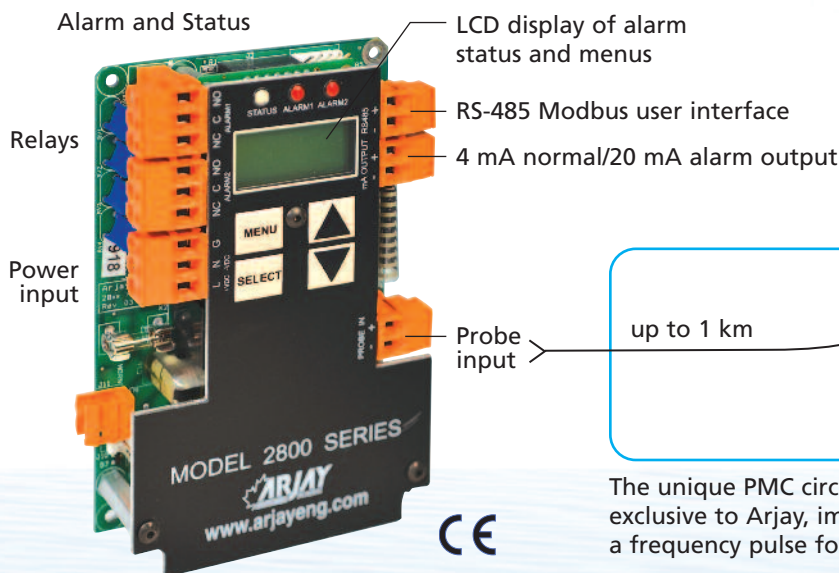 Alarm and Status
LCD display of alarm
status and menus
RS-485 Modbus user interface
4 mA normal/20 mA alarm output
Relays
Power
input
Probe
input
up to 1 km
The unique PMC circ
exclusive to Arjay, im
a frequency pulse fo
STATUS ALARM1 ALARM2
NO
C
NC
ALARM1
NO
C
NC
ALARM2
G
N
L
-VDC
+VDC
RS485
+
-
mA OUTPUT
+
-
MENU
SELECT
PROBE IN
+
-
918
MODEL 2800 SERIES
ARJAY
www.arjayeng.com
CE